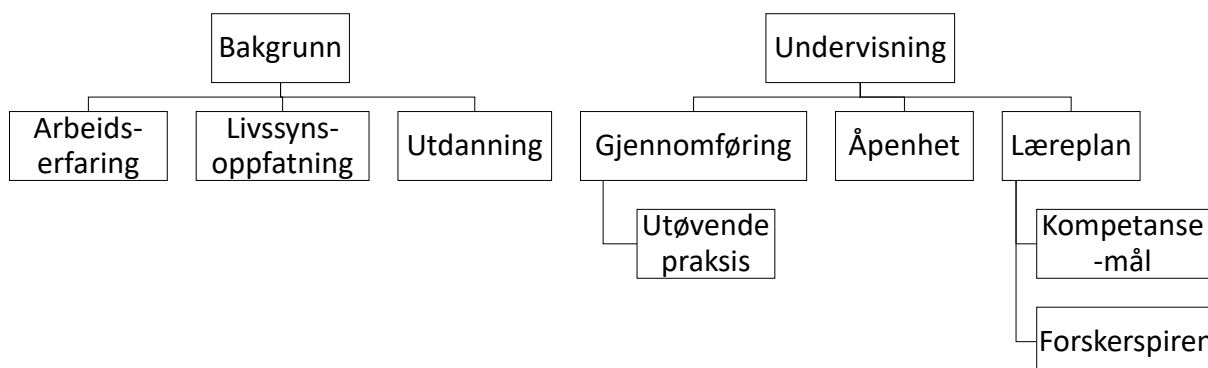 Bakgrunn
Undervisning
Arbeids-
erfaring
Livssyns-
oppfatning
Utdanning
Gjennomføring
Åpenhet
Læreplan
Utøvende
praksis
Kompetanse
-mål
Forskerspiren